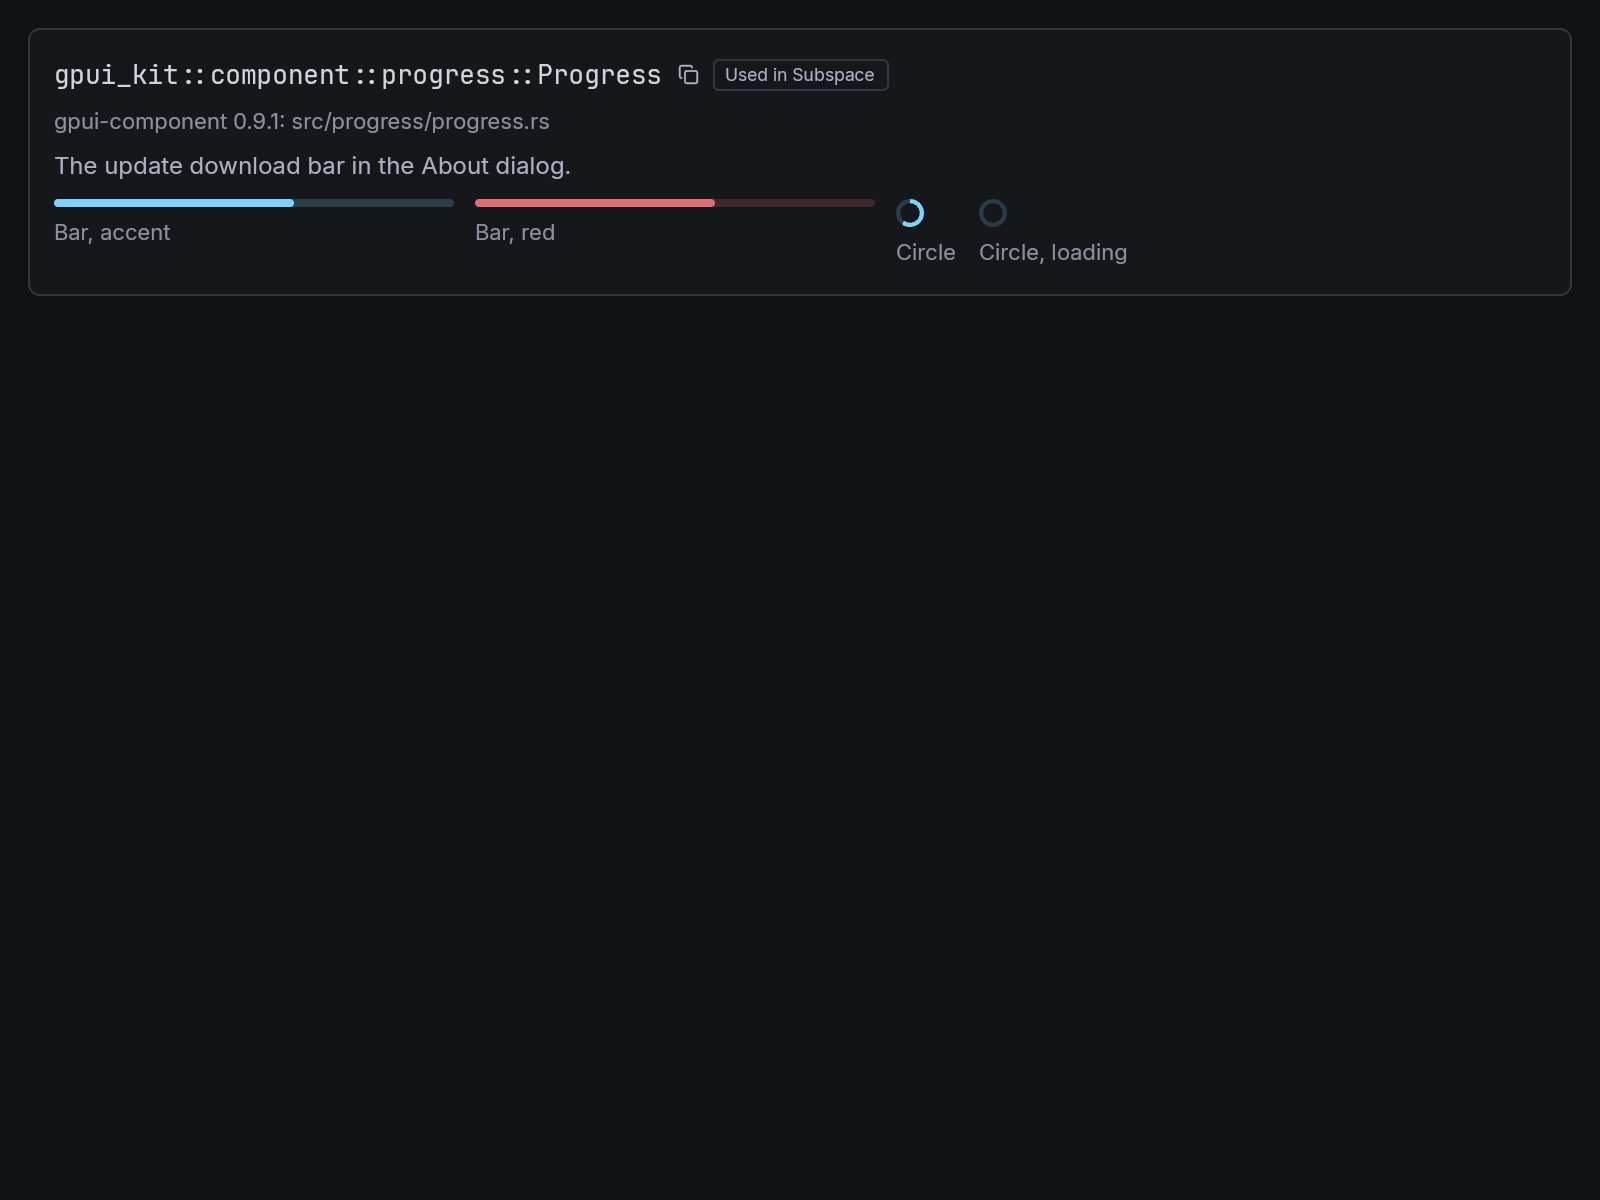 gpui_kit::component::progress::Progress
Used in Subspace
gpui-component 0.9.1: src/progress/progress.rs
The update download bar in the About dialog.
Bar, accent
Bar, red
Circle
Circle, loading